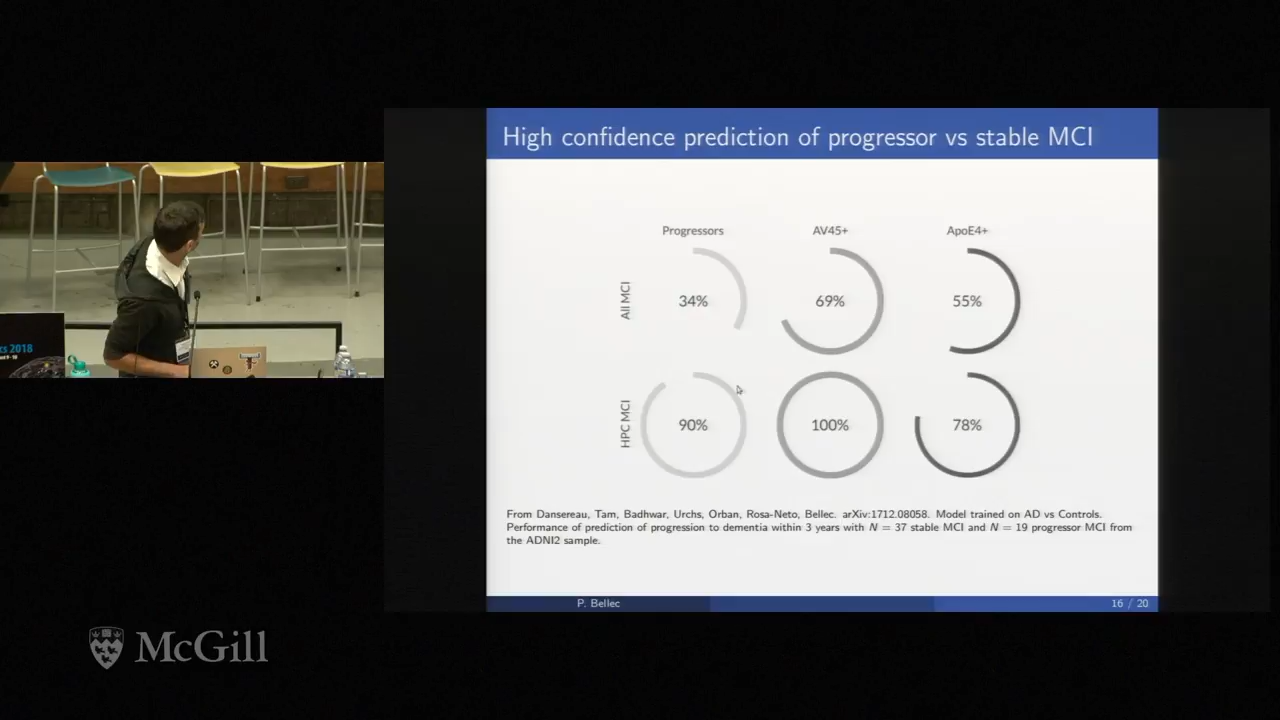 High confidence prediction of progressor vs stable MCI
Progressors
AV45+
ApoE4+
All MCI
34%
69%
55%
HPC MCI
90%
100%
78%
From Dansereau, Tam, Badhwar, Urchs, Orban, Rosa-Neto, Bellec. arXiv:1712.08058. Model trained on AD vs Controls.
Performance of prediction of progression to dementia within 3 years with N = 37 stable MCI and N = 19 progressor MCI from
the ADNI2 sample.
P. Bellec
16 / 20
cs 2018
McGill